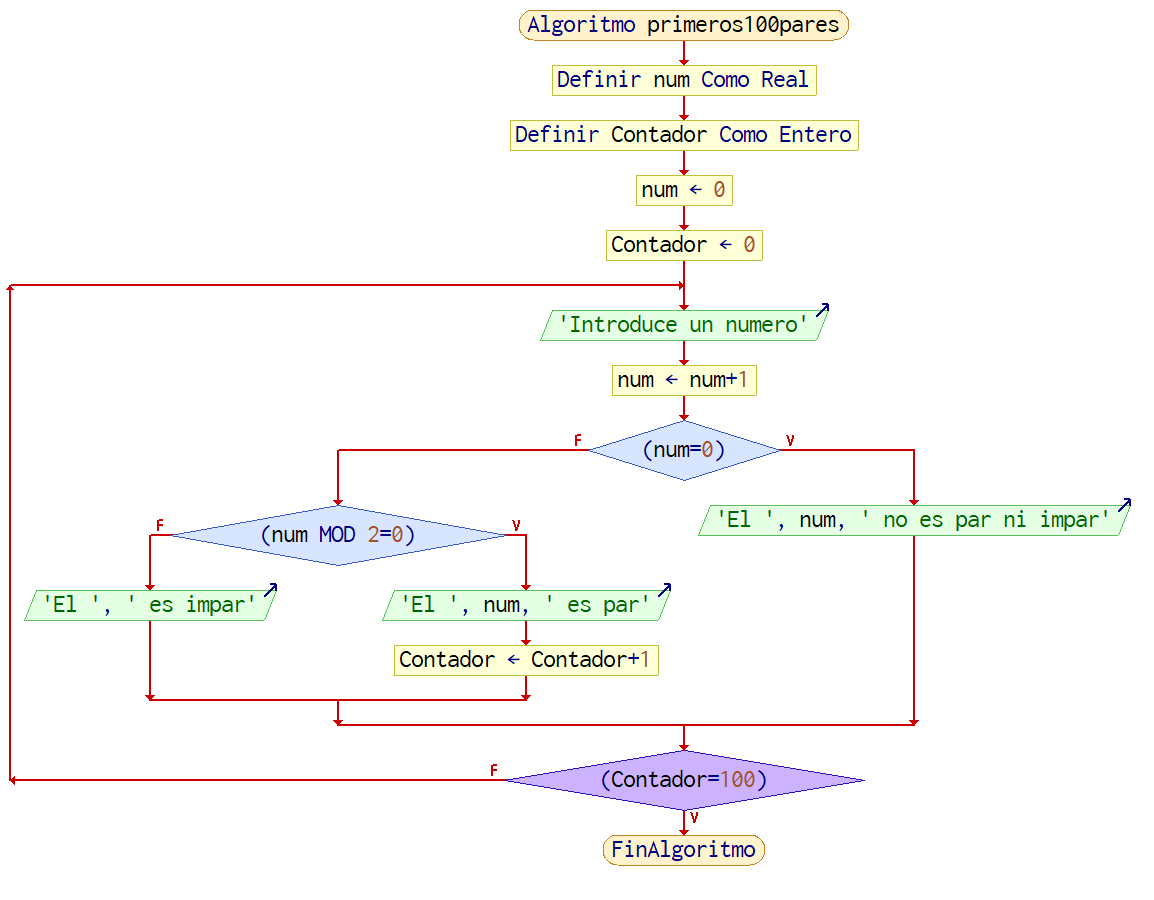 Algoritmo primeros100pares
Definir num Como Real
Definir Contador Como Entero
num ← 0
Contador ← 0
'Introduce un numero'
num ← num+1
F
(num=0)
V
'El ', num, ' no es par ni impar'
F
(num MOD 2=0)
V
'El ', ' es impar'
'El ', num, ' es par'
Contador ← Contador+1
F
(Contador=100)
V
FinAlgoritmo